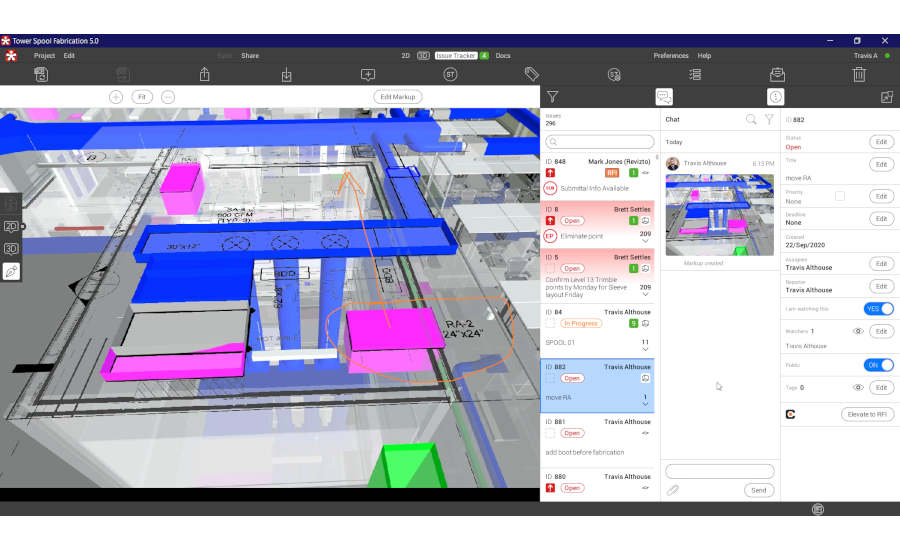 Tower Spool Fabrication 5.0
Project Edit Share 2D 3D Issue Tracker 4 Docs Preferences Help Travis A
ST
Fit Edit Markup
2D
3D
30"x12"
RA-2
24"x24"
Issues
296
ID 848 Mark Jones (Revizto)
RFI 1
SUB Submittal Info Available
ID 8 Brett Settles
Open 1
EP Eliminate point 209
ID 5 Brett Settles
Open 1
Confirm Level 13 Trimble
points by Monday for Sleeve 209
layout Friday
ID 84 Travis Althouse
In Progress 5
SPOOL 01 11
ID 882 Travis Althouse
Open
move RA 1
ID 881 Travis Althouse
Open
add boot before fabrication
ID 880 Travis Althouse
Open
Chat
Today
Travis Althouse 6:13 PM
Markup created
Send
ID 882
Status
Open Edit
Title Edit
move RA
Priority
None Edit
Deadline
None Edit
Created
22/Sep/2020
Assignee
Travis Althouse Edit
Reporter
Travis Althouse Edit
I am watching this YES
Watchers 1 Edit
Travis Althouse
Public ON
Tags 0 Edit
Elevate to RFI